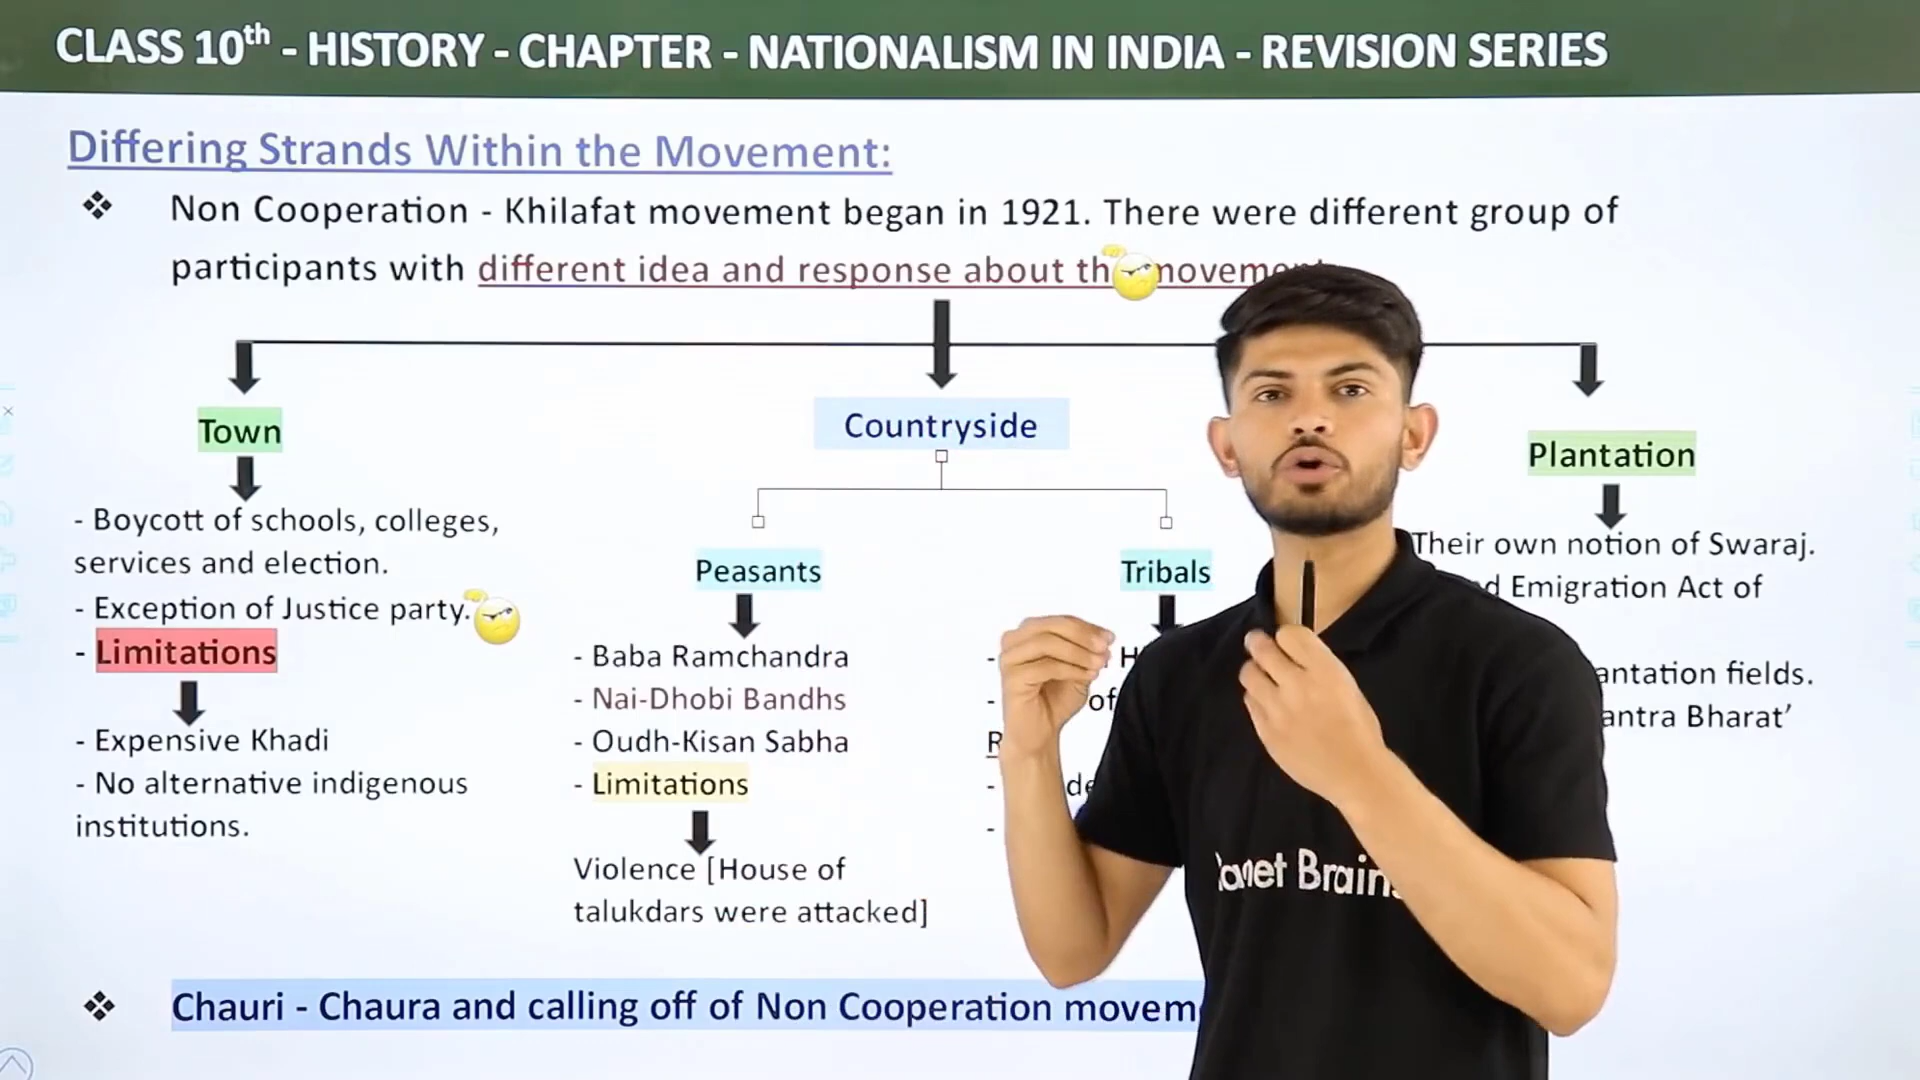 CLASS 10th - HISTORY - CHAPTER - NATIONALISM IN INDIA - REVISION SERIES
Differing Strands Within the Movement:
❖ Non Cooperation - Khilafat movement began in 1921. There were different group of
participants with different idea and response about th movem
Town
- Boycott of schools, colleges,
services and election.
- Exception of Justice party.
- Limitations
- Expensive Khadi
- No alternative indigenous
institutions.
Countryside
Peasants
- Baba Ramchandra
- Nai-Dhobi Bandhs
- Oudh-Kisan Sabha
- Limitations
Violence [House of
talukdars were attacked]
Tribals
- H
- of
R
- de
-
Plantation
Their own notion of Swaraj.
d Emigration Act of
antation fields.
antra Bharat’
❖ Chauri - Chaura and calling off of Non Cooperation movem
anet Brain